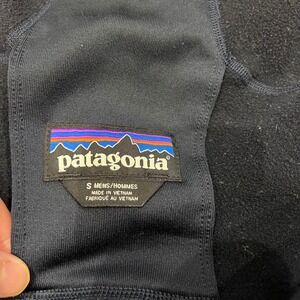 patagonia
S MENS/HOMMES
MADE IN VIETNAM
FABRIQUÉ AU VIETNAM